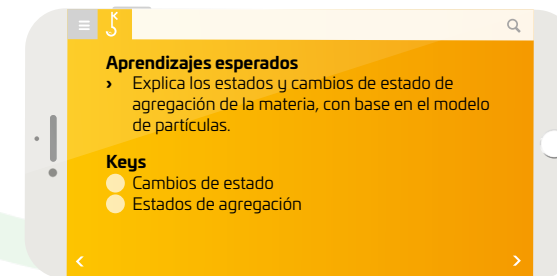 Aprendizajes esperados
› Explica los estados y cambios de estado de
agregación de la materia, con base en el modelo
de partículas.
Keys
Cambios de estado
Estados de agregación